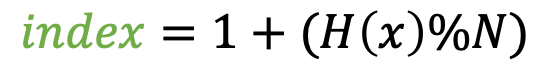 index = 1 + (H(x)%N)